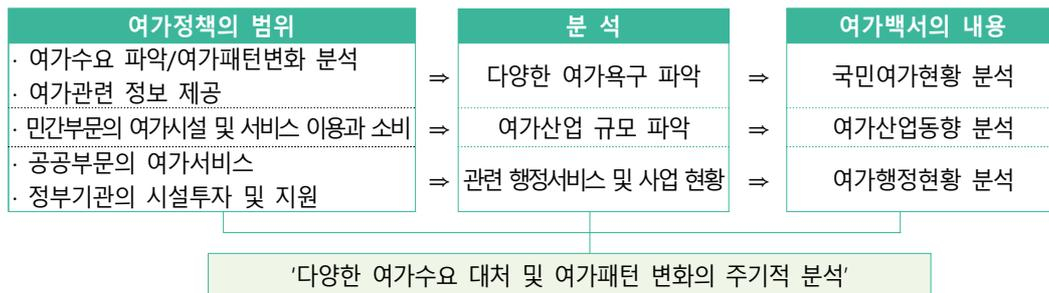 여가정책의 범위
분 석
여가백서의 내용
· 여가수요 파악/여가패턴변화 분석
· 여가관련 정보 제공
⇒
다양한 여가욕구 파악
⇒
국민여가현황 분석
· 민간부문의 여가시설 및 서비스 이용과 소비
⇒
여가산업 규모 파악
⇒
여가산업동향 분석
· 공공부문의 여가서비스
· 정부기관의 시설투자 및 지원
⇒
관련 행정서비스 및 사업 현황
⇒
여가행정현황 분석
'다양한 여가수요 대처 및 여가패턴 변화의 주기적 분석'